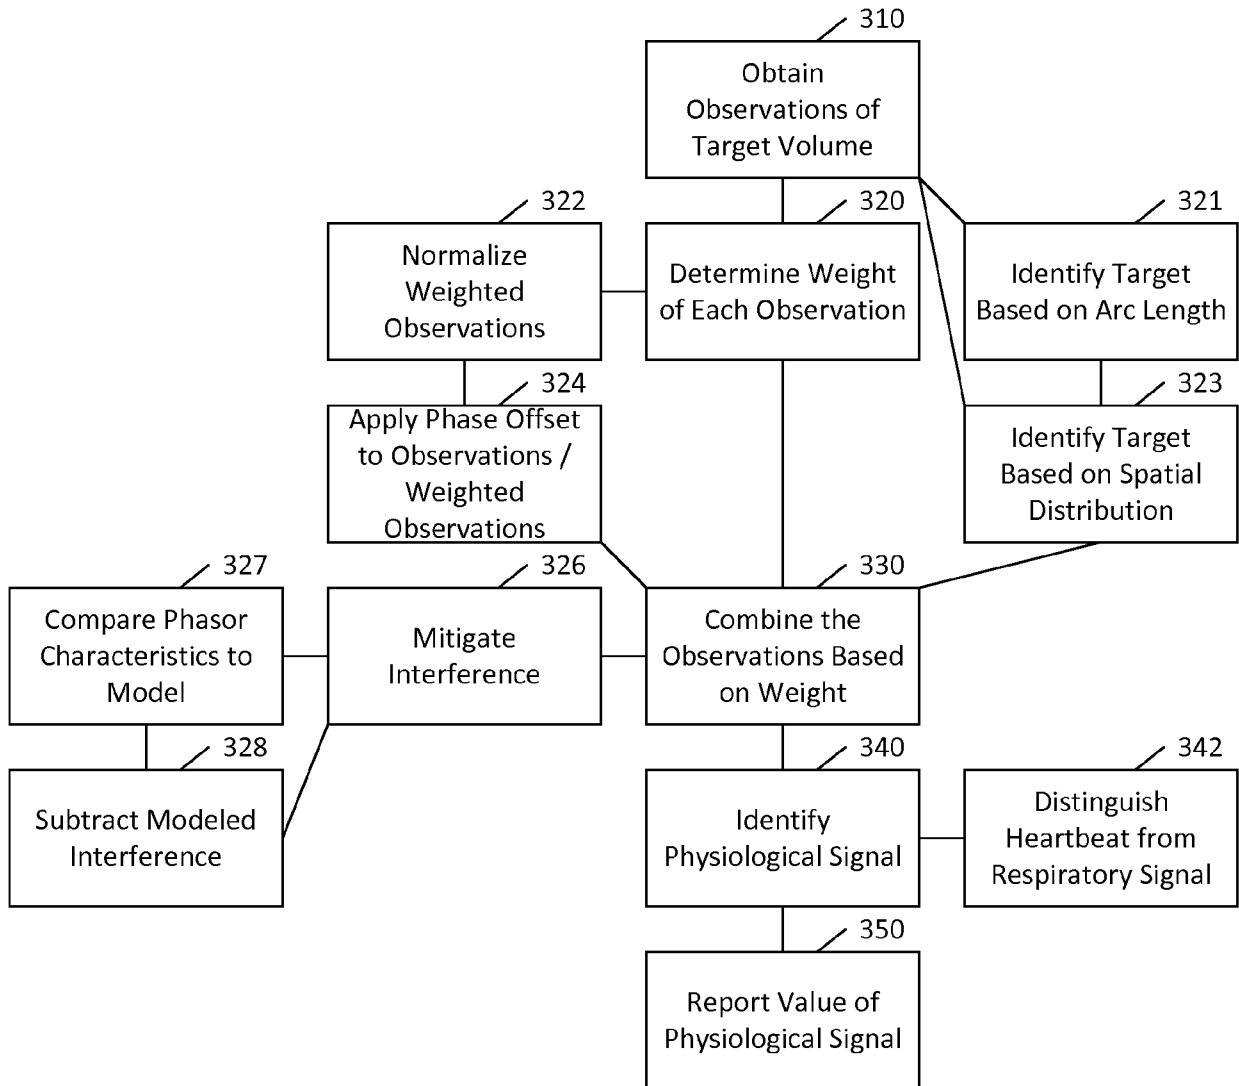 310
Obtain
Observations of
Target Volume
322
Normalize
Weighted
Observations
320
Determine Weight
of Each Observation
321
Identify Target
Based on Arc Length
324
Apply Phase Offset
to Observations /
Weighted
Observations
323
Identify Target
Based on Spatial
Distribution
327
Compare Phasor
Characteristics to
Model
326
Mitigate
Interference
330
Combine the
Observations Based
on Weight
328
Subtract Modeled
Interference
340
Identify
Physiological Signal
342
Distinguish
Heartbeat from
Respiratory Signal
350
Report Value of
Physiological Signal